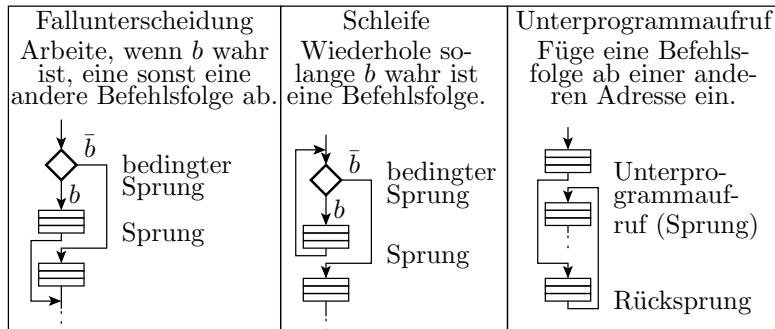 Fallunterscheidung
Arbeite, wenn b wahr
ist, eine sonst eine
andere Befehlsfolge ab.
b̄
bedingter
Sprung
b
Sprung
Schleife
Wiederhole so-
lange b wahr ist
eine Befehlsfolge.
b̄
bedingter
Sprung
b
Sprung
Unterprogrammaufruf
Füge eine Befehls-
folge ab einer ande-
ren Adresse ein.
Unterpro-
grammauf-
ruf (Sprung)
Rücksprung